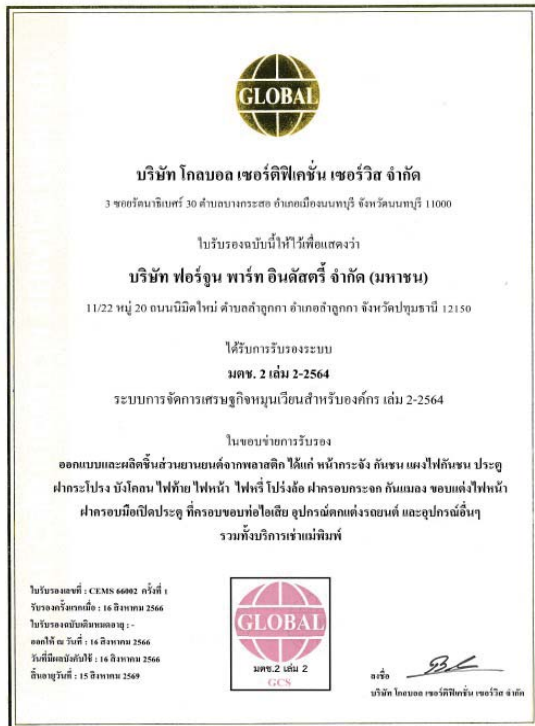 GLOBAL
บริษัท โกลบอล เซอร์ติฟิเคชั่น เซอร์วิส จำกัด
3 ซอยรัตนาธิเบศร์ 30 ตำบลบางกระสอ อำเภอเมืองนนทบุรี จังหวัดนนทบุรี 11000
ใบรับรองฉบับนี้ให้ไว้เพื่อแสดงว่า
บริษัท ฟอร์จูน พาร์ท อินดัสตรี้ จำกัด (มหาชน)
11/22 หมู่ 20 ถนนนิมิตใหม่ ตำบลลำลูกกา อำเภอลำลูกกา จังหวัดปทุมธานี 12150
ได้รับการรับรองระบบ
มตช. 2 เล่ม 2-2564
ระบบการจัดการเศรษฐกิจหมุนเวียนสำหรับองค์กร เล่ม 2-2564
ในขอบข่ายการรับรอง
ออกแบบและผลิตชิ้นส่วนยานยนต์จากพลาสติก ได้แก่ หน้ากระจัง กันชน แผงไฟกันชน ประตู
ฝากระโปรง บังโคลน ไฟท้าย ไฟหน้า ไฟหรี่ โป่งล้อ ฝาครอบกระจก กันแมลง ขอบแต่งไฟหน้า
ฝาครอบมือเปิดประตู ที่ครอบขอบท่อไอเสีย อุปกรณ์ตกแต่งรถยนต์ และอุปกรณ์อื่นๆ
รวมทั้งบริการเช่าแม่พิมพ์
ใบรับรองเลขที่ : CEMS 66002 ครั้งที่ 1
รับรองครั้งแรกเมื่อ : 16 สิงหาคม 2566
ใบรับรองฉบับเดิมหมดอายุ : -
ออกให้ ณ วันที่ : 16 สิงหาคม 2566
วันที่มีผลบังคับใช้ : 16 สิงหาคม 2566
สิ้นอายุวันที่ : 15 สิงหาคม 2569
GLOBAL
มตช.2 เล่ม 2
GCS
ลงชื่อ
บริษัท โกลบอล เซอร์ติฟิเคชั่น เซอร์วิส จำกัด